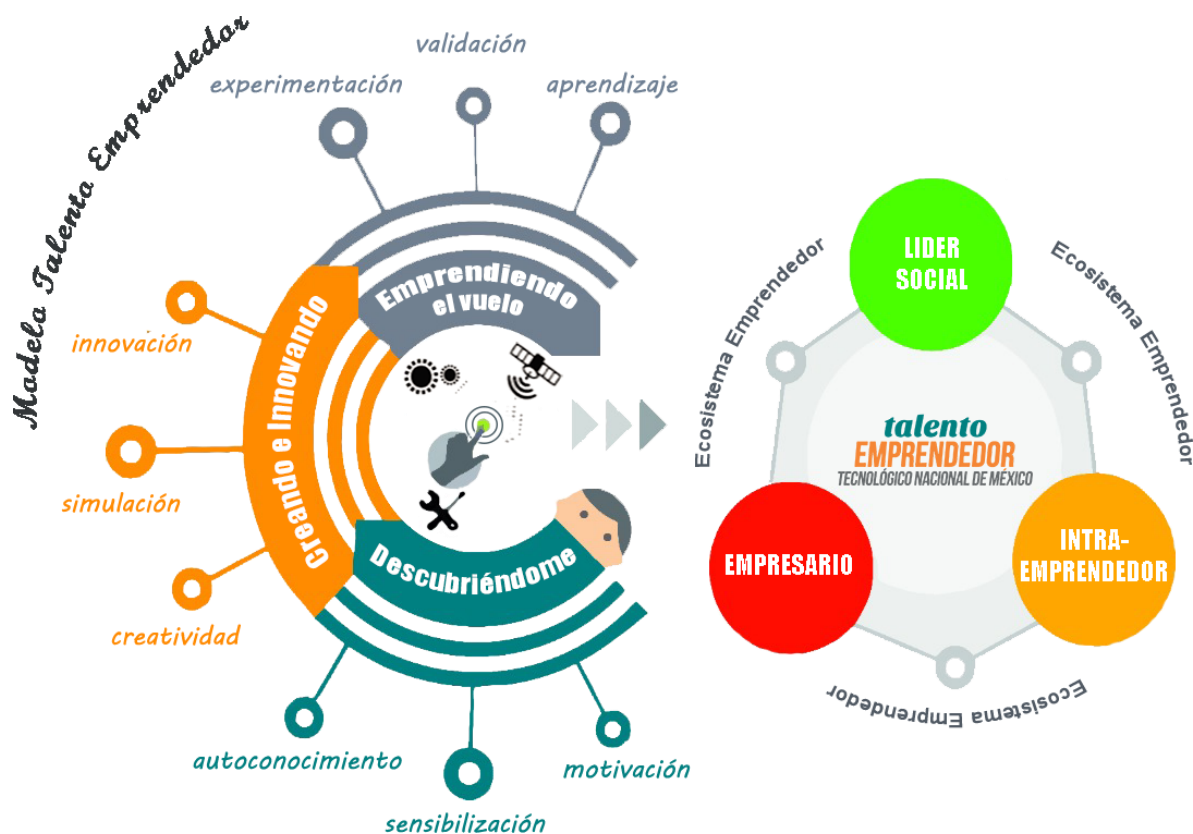 Modelo Talento Emprendedor
experimentación
validación
aprendizaje
Emprendiendo
el vuelo
innovación
simulación
creatividad
Creando e Innovando
Descubriéndome
autoconocimiento
sensibilización
motivación
LIDER
SOCIAL
Ecosistema Emprendedor
Ecosistema Emprendedor
talento
EMPRENDEDOR
TECNOLÓGICO NACIONAL DE MÉXICO
EMPRESARIO
INTRA-
EMPRENDEDOR
Ecosistema Emprendedor